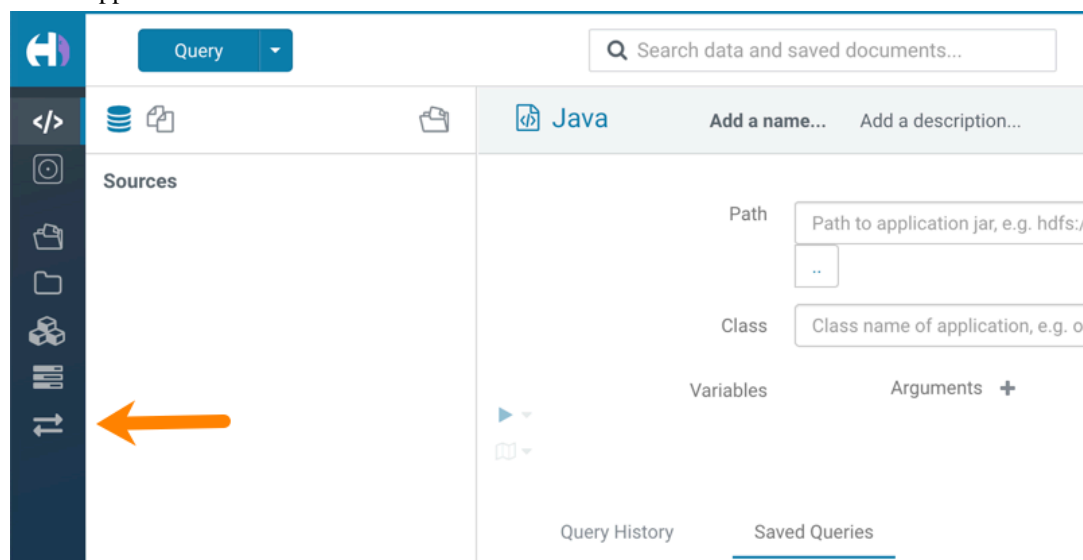 Query
Search data and saved documents...
</>
Java
Add a name...
Add a description...
Sources
Path
Path to application jar, e.g. hdfs:/
..
Class
Class name of application, e.g. o
Variables
Arguments +
Query History
Saved Queries